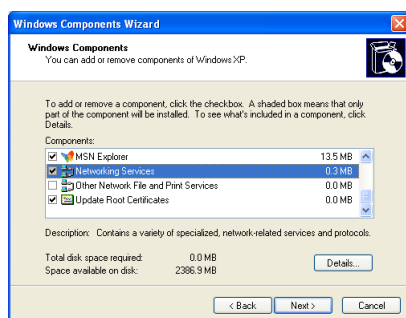 Windows Components Wizard
Windows Components
You can add or remove components of Windows XP.
To add or remove a component, click the checkbox. A shaded box means that only
part of the component will be installed. To see what's included in a component, click
Details.
Components:
MSN Explorer 13.5 MB
Networking Services 0.3 MB
Other Network File and Print Services 0.0 MB
Update Root Certificates 0.0 MB
Description: Contains a variety of specialized, network-related services and protocols.
Total disk space required: 0.0 MB
Space available on disk: 2386.9 MB
Details...
< Back Next > Cancel